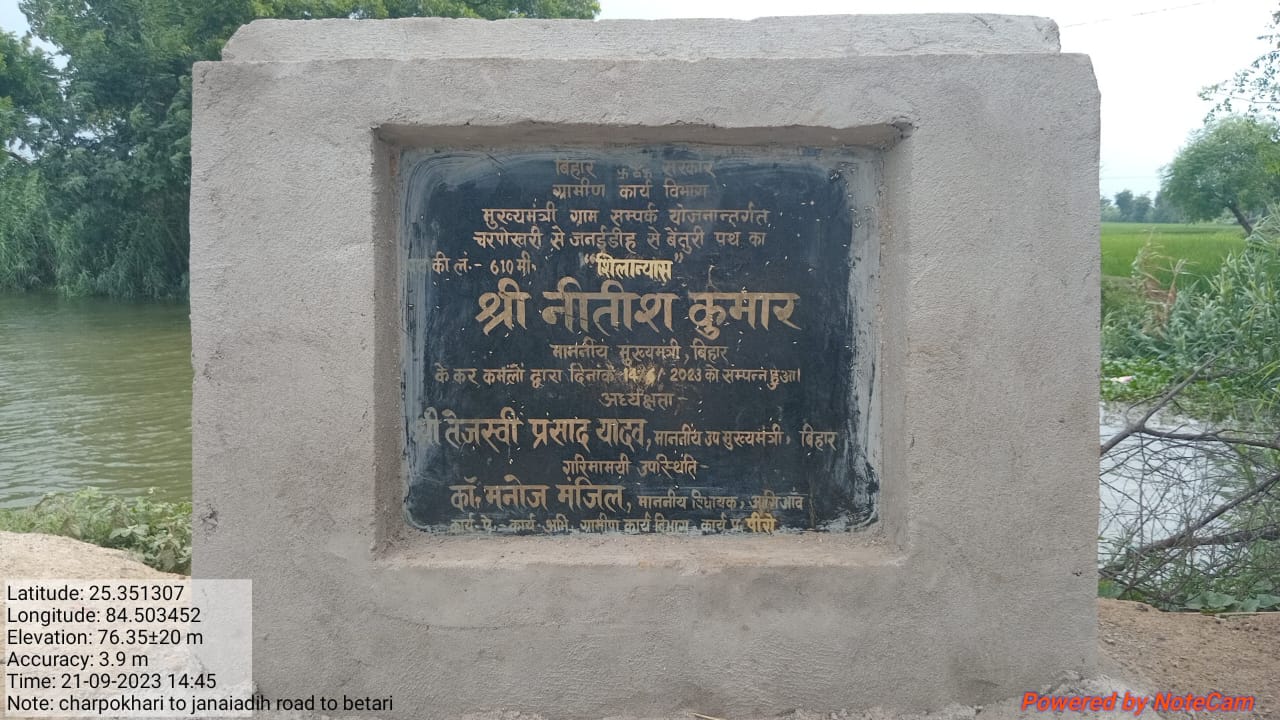 बिहार सरकार
ग्रामीण कार्य विभाग
मुख्यमंत्री ग्राम सम्पर्क योजनान्तर्गत
चरपोखरी से जनईडीह से बेतुरी पथ का
की लं.- 610 मी. "शिलान्यास"
श्री नीतीश कुमार
माननीय मुख्यमंत्री, बिहार
के कर कमलों द्वारा दिनांक 2023 को सम्पन्न हुआ।
अध्यक्षता-
श्री तेजस्वी प्रसाद यादव, माननीय उप मुख्यमंत्री, बिहार
गरिमामयी उपस्थिति-
कॉ. मनोज मंजिल, माननीय विधायक, अगिआँव
कार्य. अभि. ग्रामीण कार्य विभाग, कार्य प्र. पीरो
Latitude: 25.351307
Longitude: 84.503452
Elevation: 76.35±20 m
Accuracy: 3.9 m
Time: 21-09-2023 14:45
Note: charpokhari to janaiadih road to betari
Powered by NoteCam